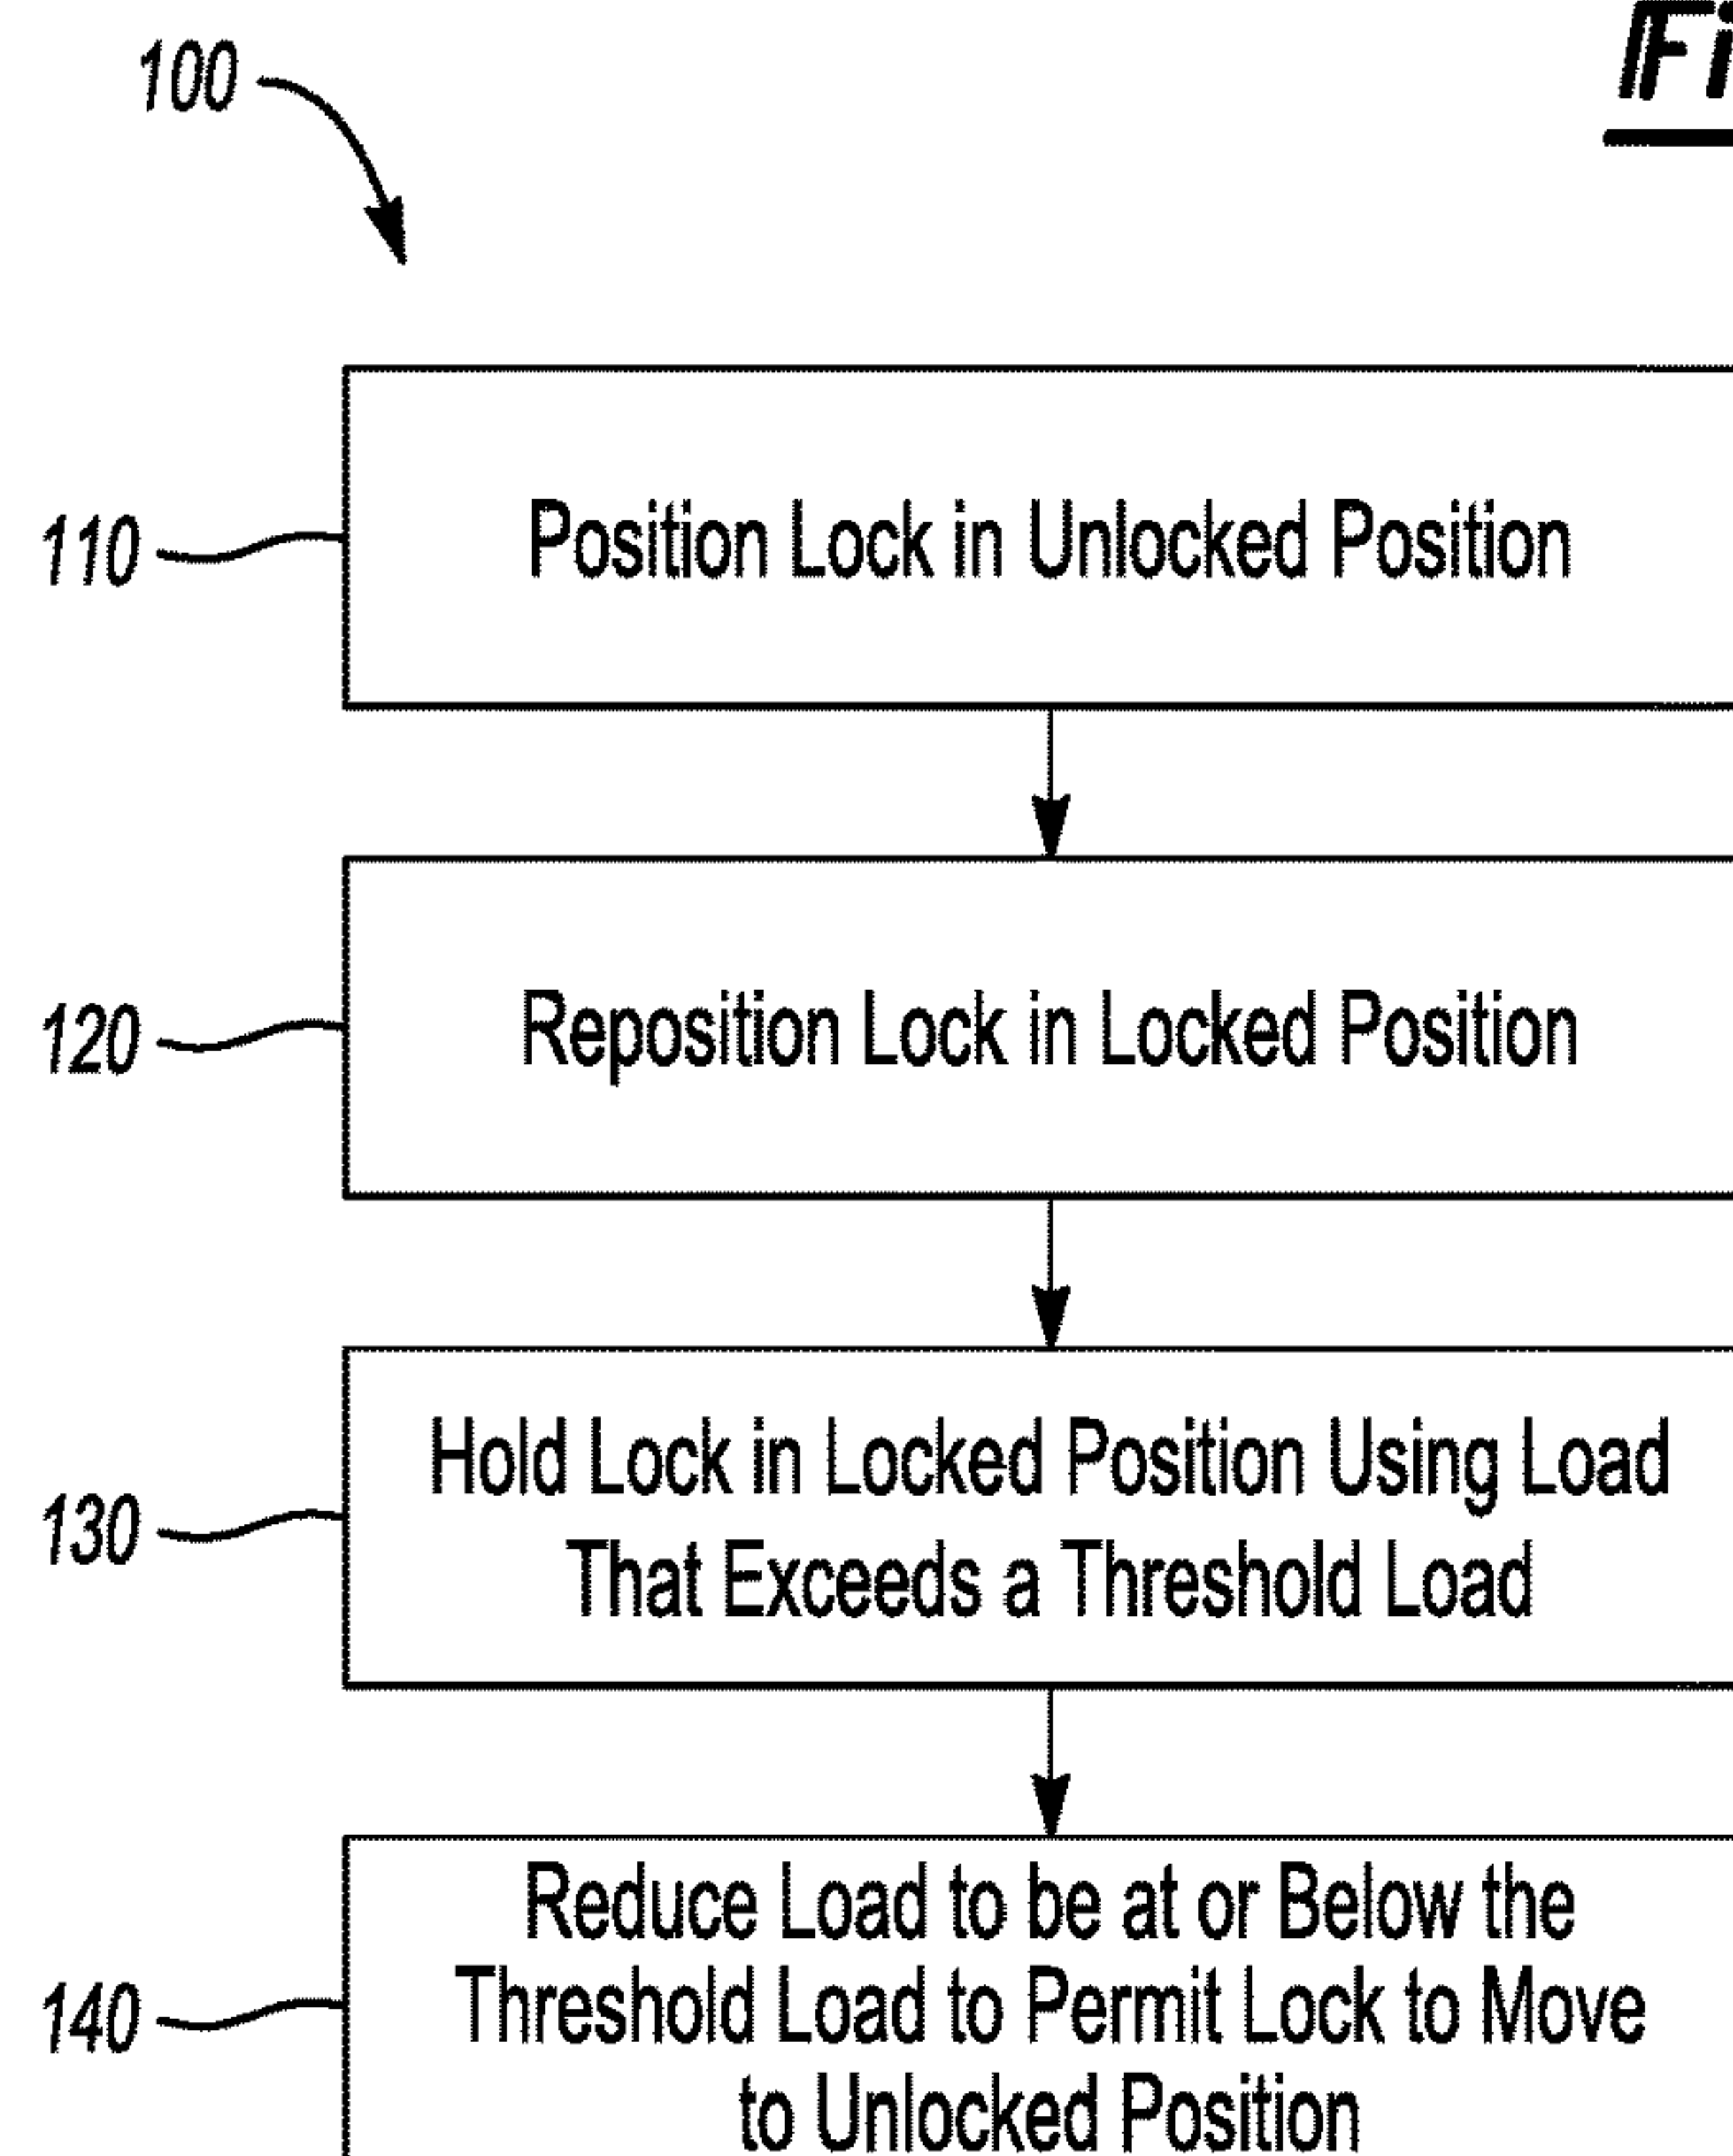 100
Fi
110
Position Lock in Unlocked Position
120
Reposition Lock in Locked Position
130
Hold Lock in Locked Position Using Load
That Exceeds a Threshold Load
140
Reduce Load to be at or Below the
Threshold Load to Permit Lock to Move
to Unlocked Position